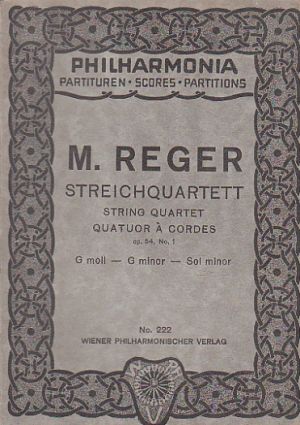 PHILHARMONIA
PARTITUREN · SCORES · PARTITIONS
M. REGER
STREICHQUARTETT
STRING QUARTET
QUATUOR À CORDES
op. 54, No. 1
G moll — G minor — Sol minor
No. 222
WIENER PHILHARMONISCHER VERLAG